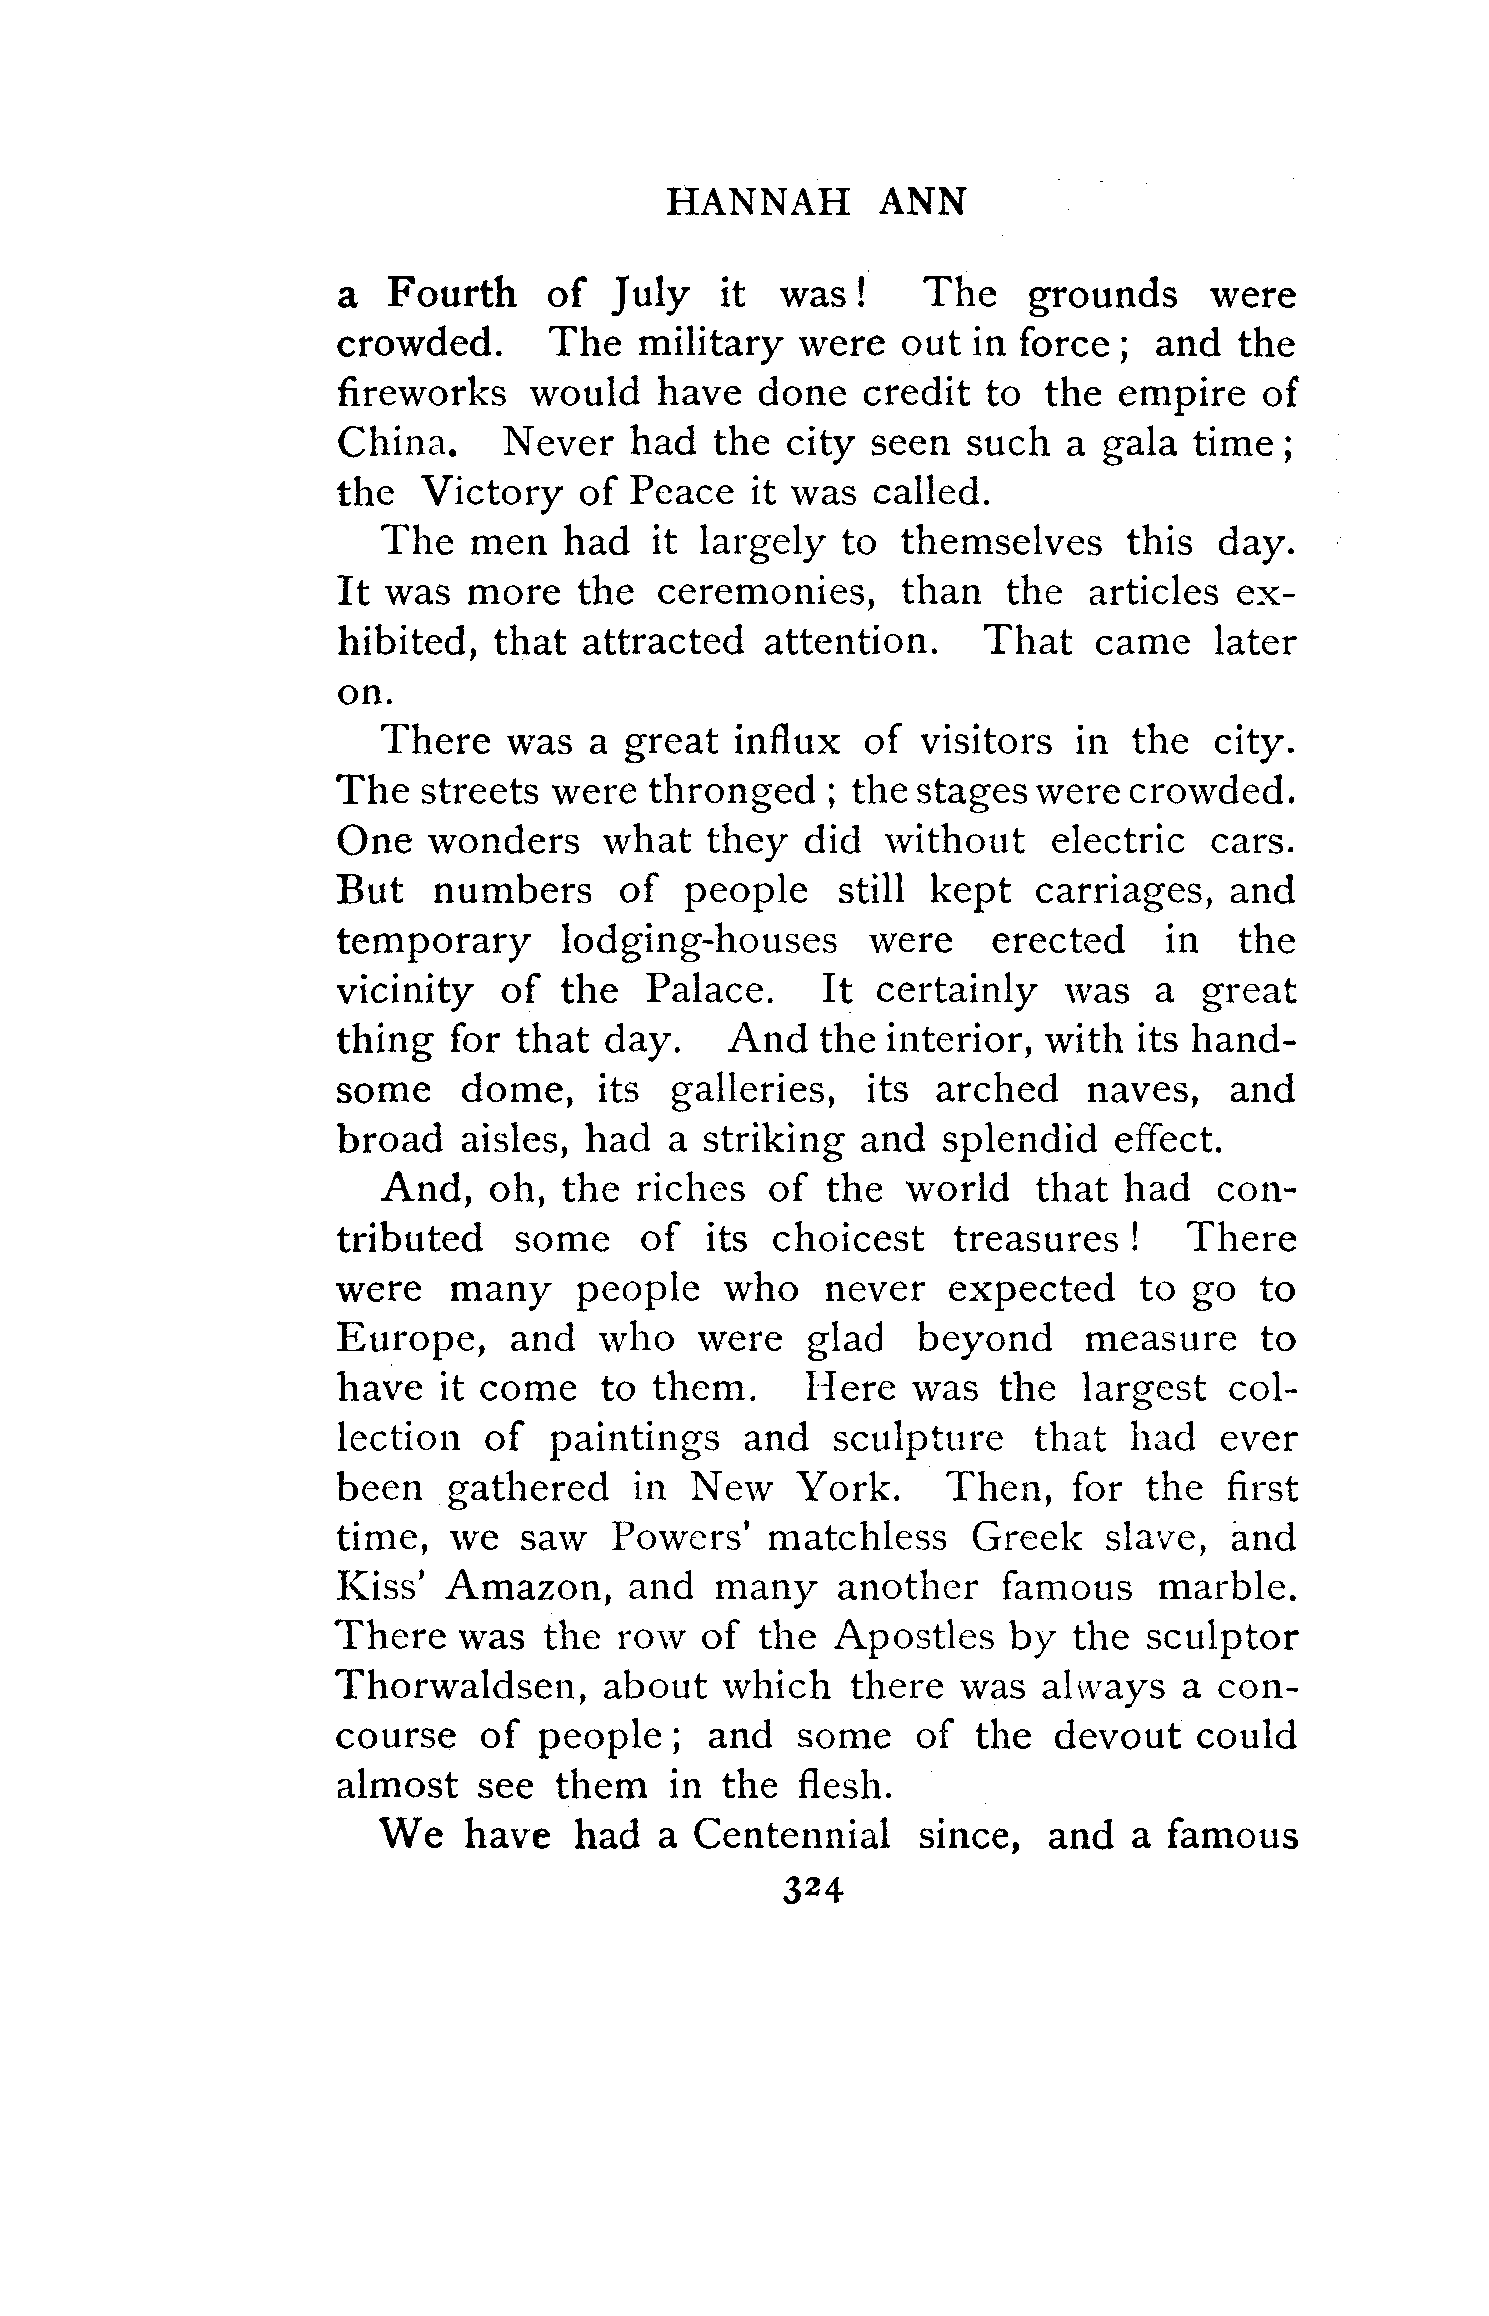 HANNAH ANN
a Fourth of July it was! The grounds were
crowded. The military were out in force; and the
fireworks would have done credit to the empire of
China. Never had the city seen such a gala time;
the Victory of Peace it was called.
The men had it largely to themselves this day.
It was more the ceremonies, than the articles ex-
hibited, that attracted attention. That came later
on.
There was a great influx of visitors in the city.
The streets were thronged; the stages were crowded.
One wonders what they did without electric cars.
But numbers of people still kept carriages, and
temporary lodging-houses were erected in the
vicinity of the Palace. It certainly was a great
thing for that day. And the interior, with its hand-
some dome, its galleries, its arched naves, and
broad aisles, had a striking and splendid effect.
And, oh, the riches of the world that had con-
tributed some of its choicest treasures! There
were many people who never expected to go to
Europe, and who were glad beyond measure to
have it come to them. Here was the largest col-
lection of paintings and sculpture that had ever
been gathered in New York. Then, for the first
time, we saw Powers' matchless Greek slave, and
Kiss' Amazon, and many another famous marble.
There was the row of the Apostles by the sculptor
Thorwaldsen, about which there was always a con-
course of people; and some of the devout could
almost see them in the flesh.
We have had a Centennial since, and a famous
324